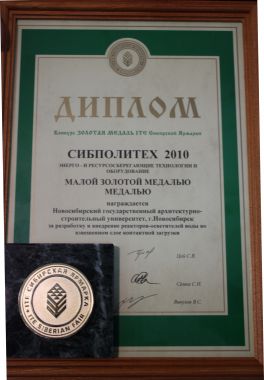 ДИПЛОМ
Конкурс ЗОЛОТАЯ МЕДАЛЬ ITE Сибирской Ярмарки
СИБПОЛИТЕХ 2010
ЭНЕРГО- И РЕСУРСОСБЕРЕГАЮЩИЕ ТЕХНОЛОГИИ И
ОБОРУДОВАНИЕ
МАЛОЙ ЗОЛОТОЙ МЕДАЛЬЮ
МЕДАЛЬЮ
награждается
Новосибирский государственный архитектурно-
строительный университет, г.Новосибирск
за разработку и внедрение реакторов-осветлителей воды во
взвешенном слое контактной загрузки
ITE СИБИРСКАЯ ЯРМАРКА
ITE SIBERIAN FAIR